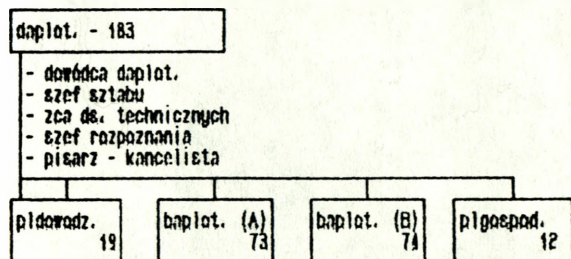 daplot. - 183
- dowódca daplot.
- szef sztabu
- zca ds. technicznych
- szef rozpoznania
- pisarz - kancelista
pldowodz.
19
baplot. (A)
73
baplot. (B)
74
plgospod.
12